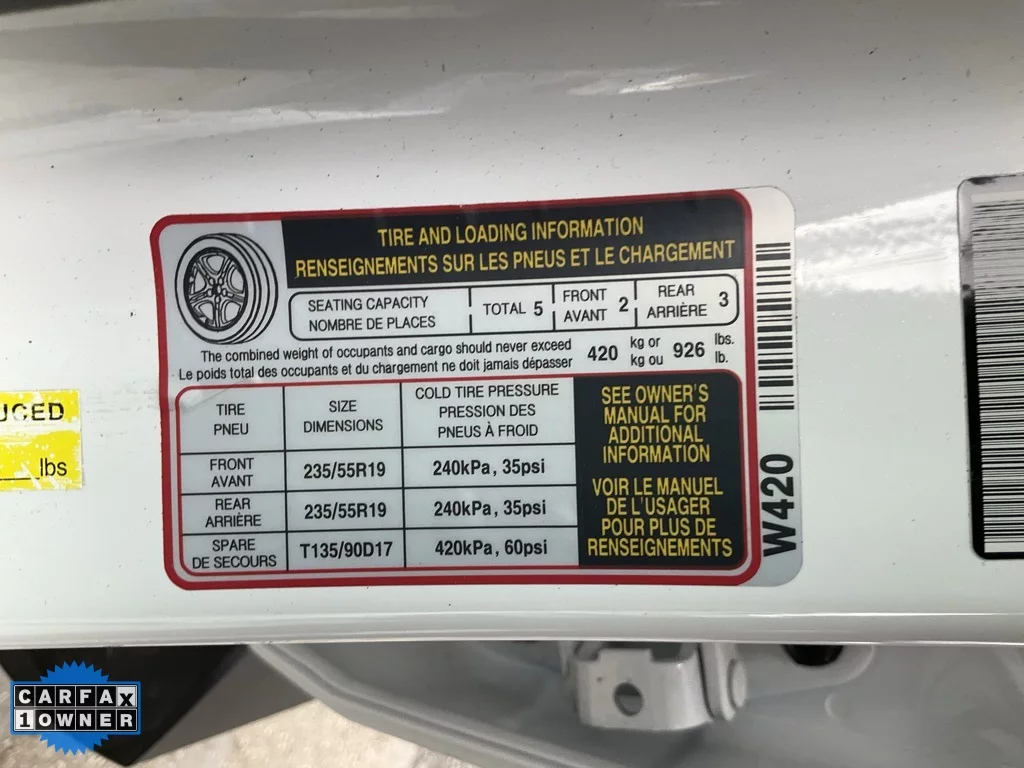 TIRE AND LOADING INFORMATION
RENSEIGNEMENTS SUR LES PNEUS ET LE CHARGEMENT
SEATING CAPACITY
NOMBRE DE PLACES
TOTAL 5
FRONT
AVANT 2
REAR
ARRIÈRE 3
The combined weight of occupants and cargo should never exceed 420 kg or 926 lbs.
Le poids total des occupants et du chargement ne doit jamais dépasser kg ou lb.
TIRE
PNEU
SIZE
DIMENSIONS
COLD TIRE PRESSURE
PRESSION DES
PNEUS À FROID
FRONT
AVANT
235/55R19
240kPa, 35psi
REAR
ARRIÈRE
235/55R19
240kPa, 35psi
SPARE
DE SECOURS
T135/90D17
420kPa, 60psi
SEE OWNER'S
MANUAL FOR
ADDITIONAL
INFORMATION
VOIR LE MANUEL
DE L'USAGER
POUR PLUS DE
RENSEIGNEMENTS
W420
lbs
CARFAX
1 OWNER